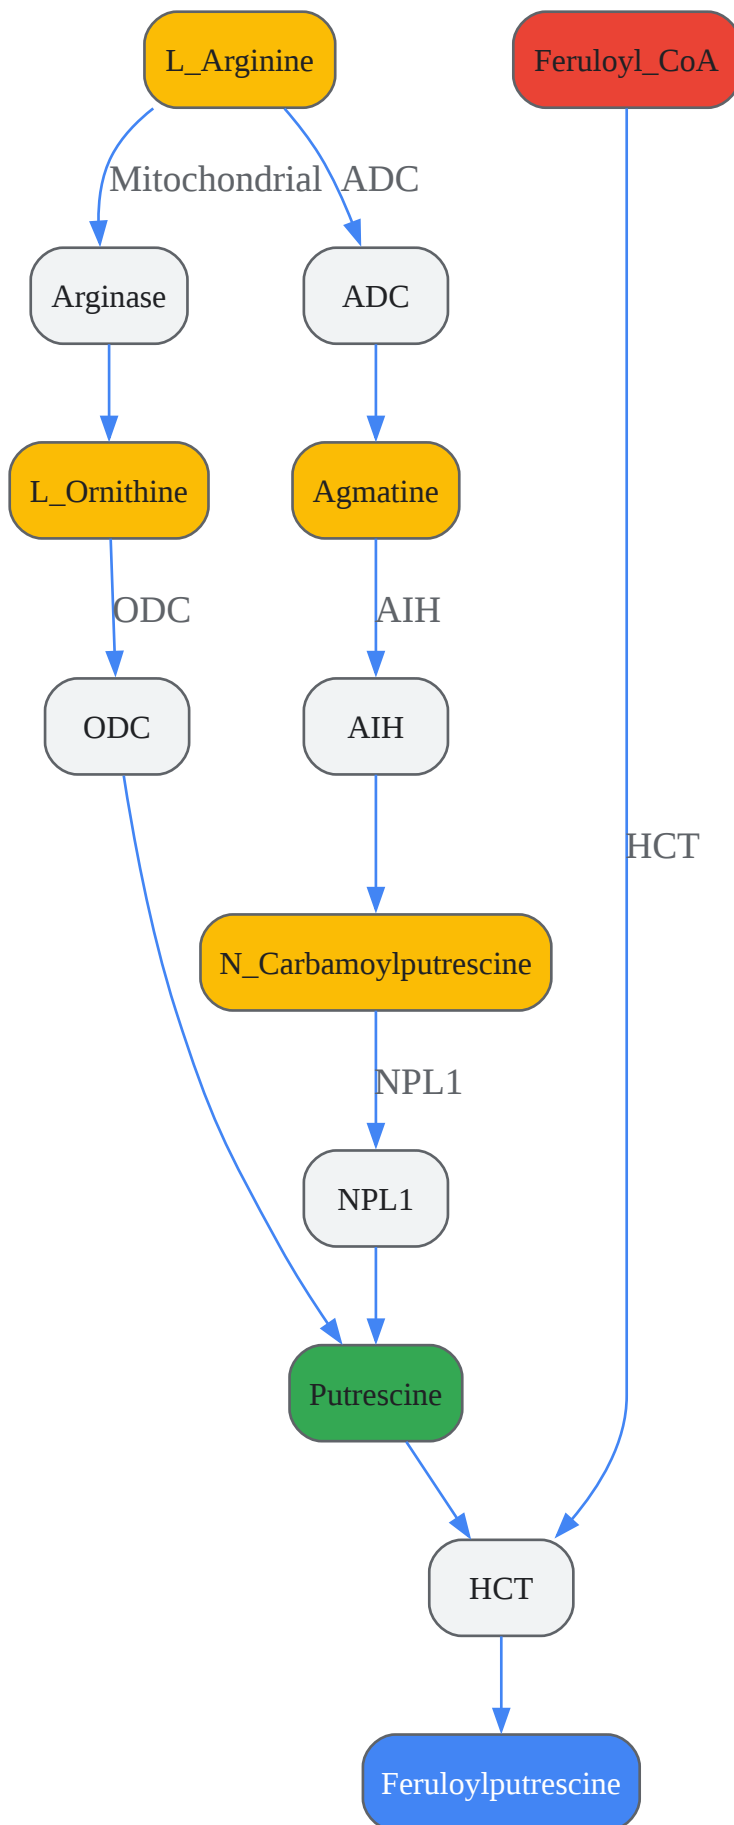 L_Arginine
Feruloyl_CoA
Mitochondrial
ADC
Arginase
ADC
L_Ornithine
Agmatine
ODC
AIH
ODC
AIH
HCT
N_Carbamoylputrescine
NPL1
NPL1
Putrescine
HCT
Feruloylputrescine